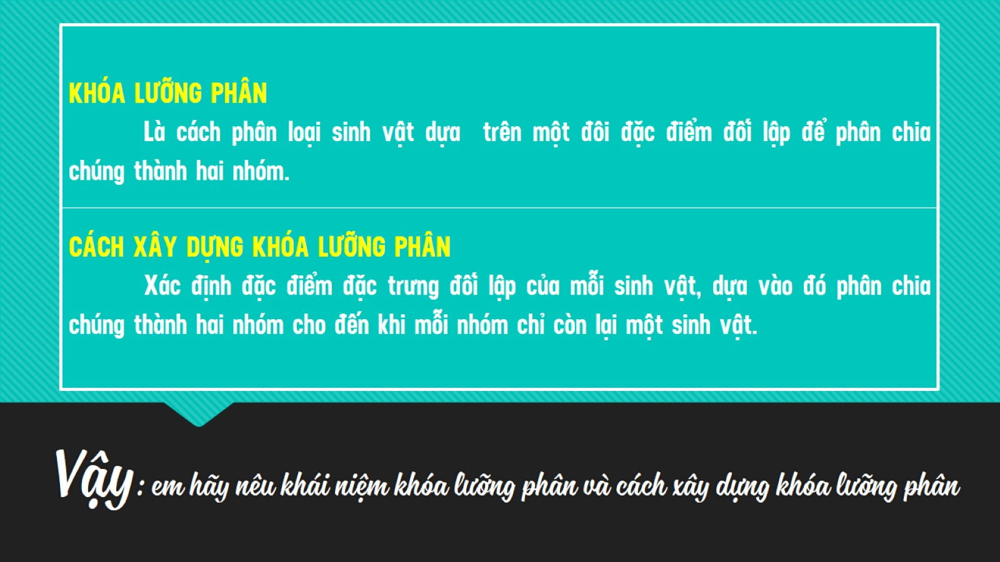 KHÓA LƯỠNG PHÂN
Là cách phân loại sinh vật dựa trên một đôi đặc điểm đối lập để phân chia
chúng thành hai nhóm.
CÁCH XÂY DỰNG KHÓA LƯỠNG PHÂN
Xác định đặc điểm đặc trưng đối lập của mỗi sinh vật, dựa vào đó phân chia
chúng thành hai nhóm cho đến khi mỗi nhóm chỉ còn lại một sinh vật.
Vậy: em hãy nêu khái niệm khóa lưỡng phân và cách xây dựng khóa lưỡng phân